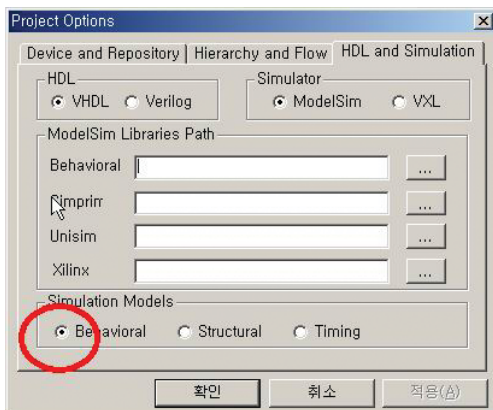 Project Options
Device and Repository Hierarchy and Flow HDL and Simulation
HDL Simulator
VHDL Verilog ModelSim VXL
ModelSim Libraries Path
Behavioral ...
...
Unisim ...
Xilinx ...
Simulation Models
Behavioral Structural Timing
확인 취소 적용(A)